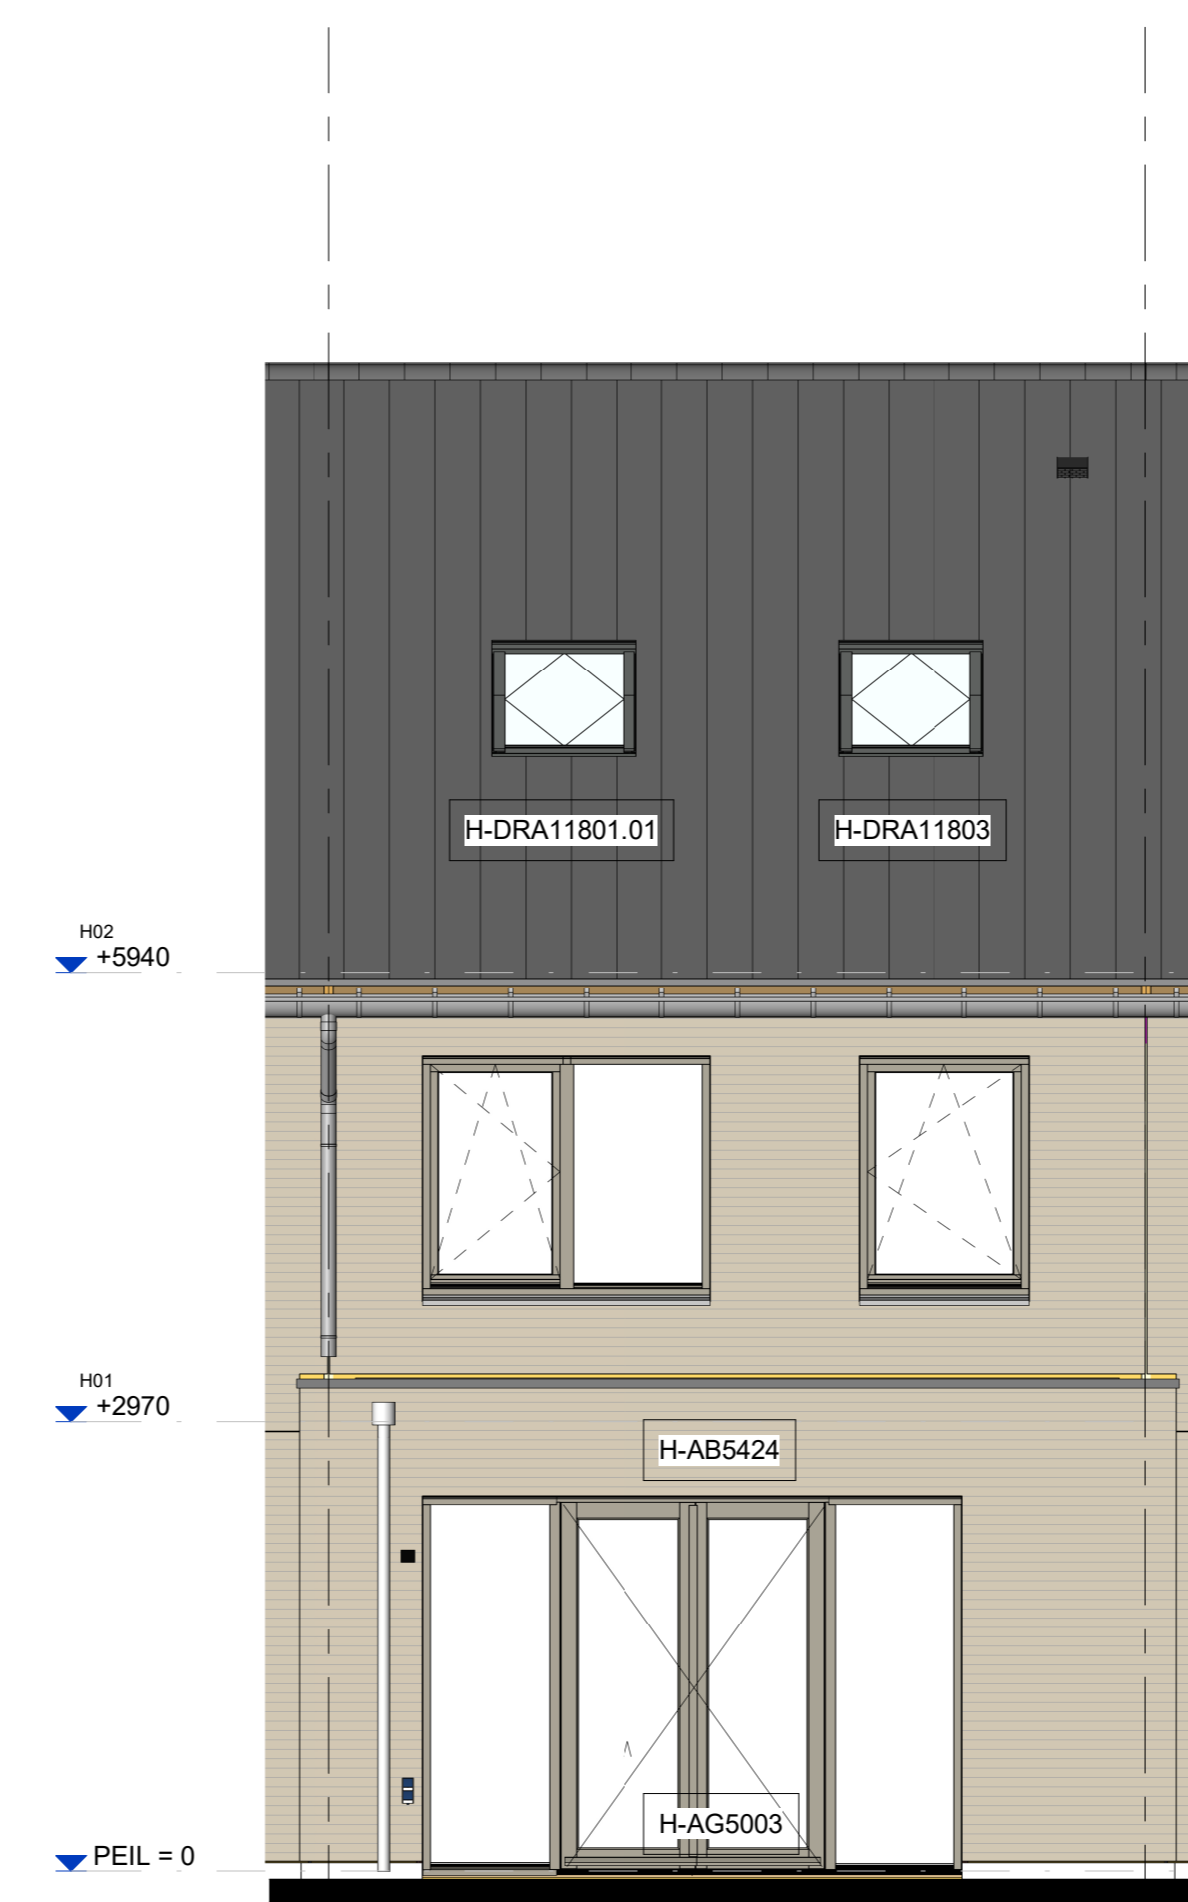 H-DRA11801.01
H-DRA11803
H02
+5940
H01
+2970
H-AB5424
H-AG5003
PEIL = 0